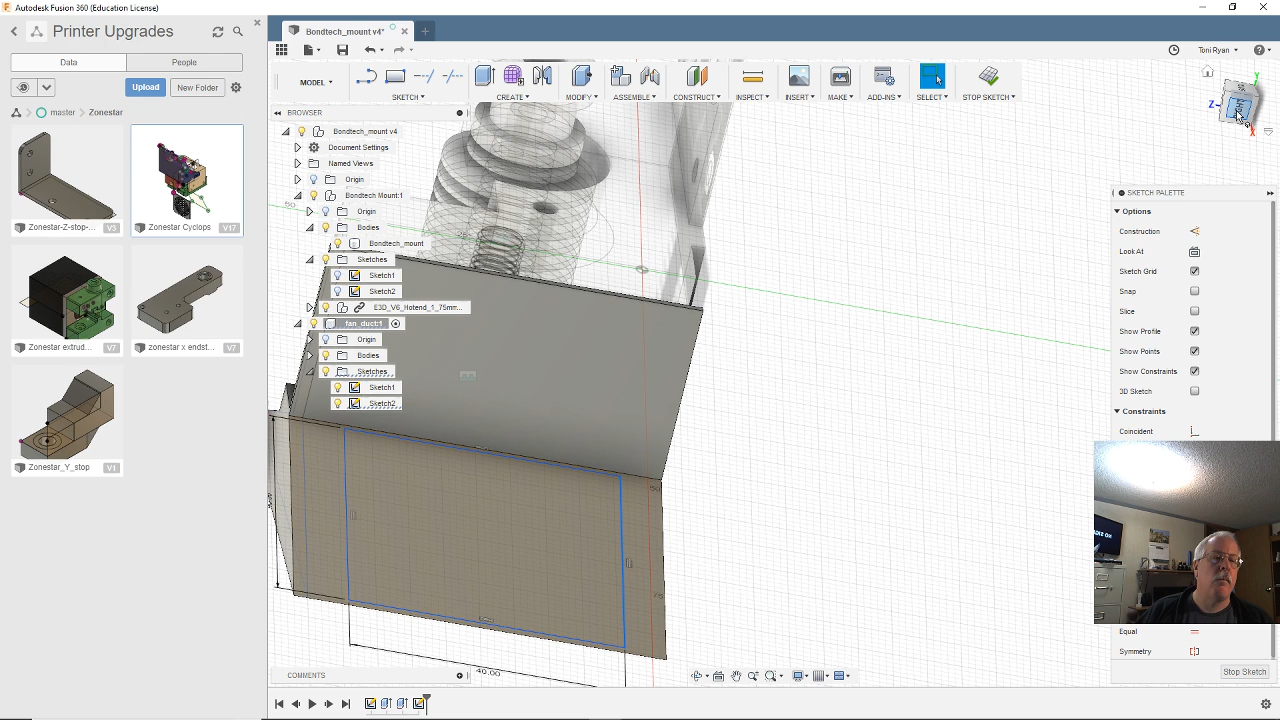 Autodesk Fusion 360 (Education License)
Printer Upgrades
Data
People
Upload
New Folder
master
Zonestar
Zonestar-Z-stop-...
V3
Zonestar Cyclops
V17
Zonestar extrud...
V7
zonestar x endst...
V7
Zonestar_Y_stop
V1
Bondtech_mount v4*
Toni Ryan
MODEL
SKETCH
CREATE
MODIFY
ASSEMBLE
CONSTRUCT
INSPECT
INSERT
MAKE
ADD-INS
SELECT
STOP SKETCH
BROWSER
Bondtech_mount v4
Document Settings
Named Views
Origin
Bondtech Mount:1
Origin
Bodies
Bondtech_mount
Sketches
Sketch1
Sketch2
E3D_V6_Hotend_1_75mm...
fan_duct:1
Origin
Bodies
Sketches
Sketch1
Sketch2
50
50
40.00
Y
Z
X
SKETCH PALETTE
Options
Construction
Look At
Sketch Grid
Snap
Slice
Show Profile
Show Points
Show Constraints
3D Sketch
Constraints
Coincident
Equal
Symmetry
Stop Sketch
COMMENTS